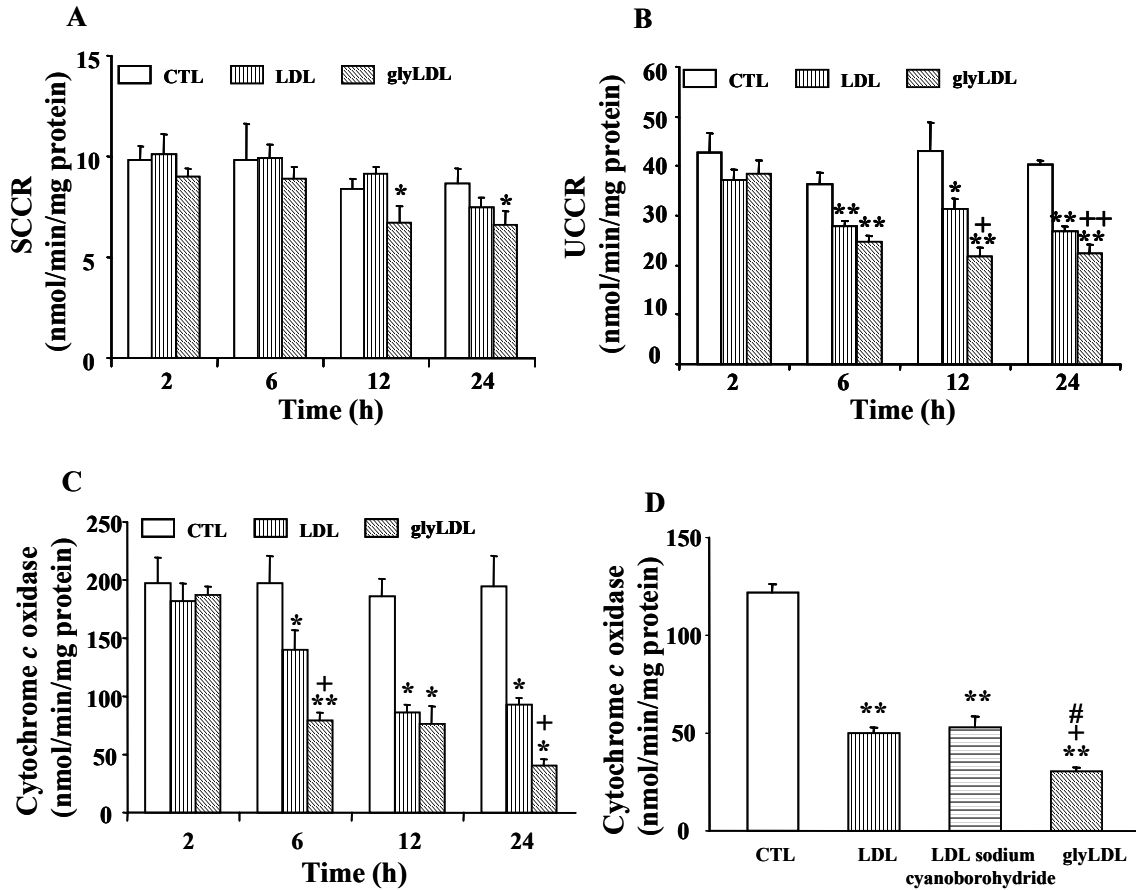 A
SCCR
(nmol/min/mg protein)
15
10
5
0
CTL LDL glyLDL
* *
2 6 12 24
Time (h)
B
UCCR
(nmol/min/mg protein)
60
50
40
30
20
10
0
CTL LDL glyLDL
** ** * + ** ** ++ **
2 6 12 24
Time (h)
C
Cytochrome c oxidase
(nmol/min/mg protein)
250
200
150
100
50
0
CTL LDL glyLDL
* + ** * * * + *
2 6 12 24
Time (h)
D
Cytochrome c oxidase
(nmol/min/mg protein)
150
100
50
0
** ** # + **
CTL LDL LDL sodium glyLDL
cyanoborohydride